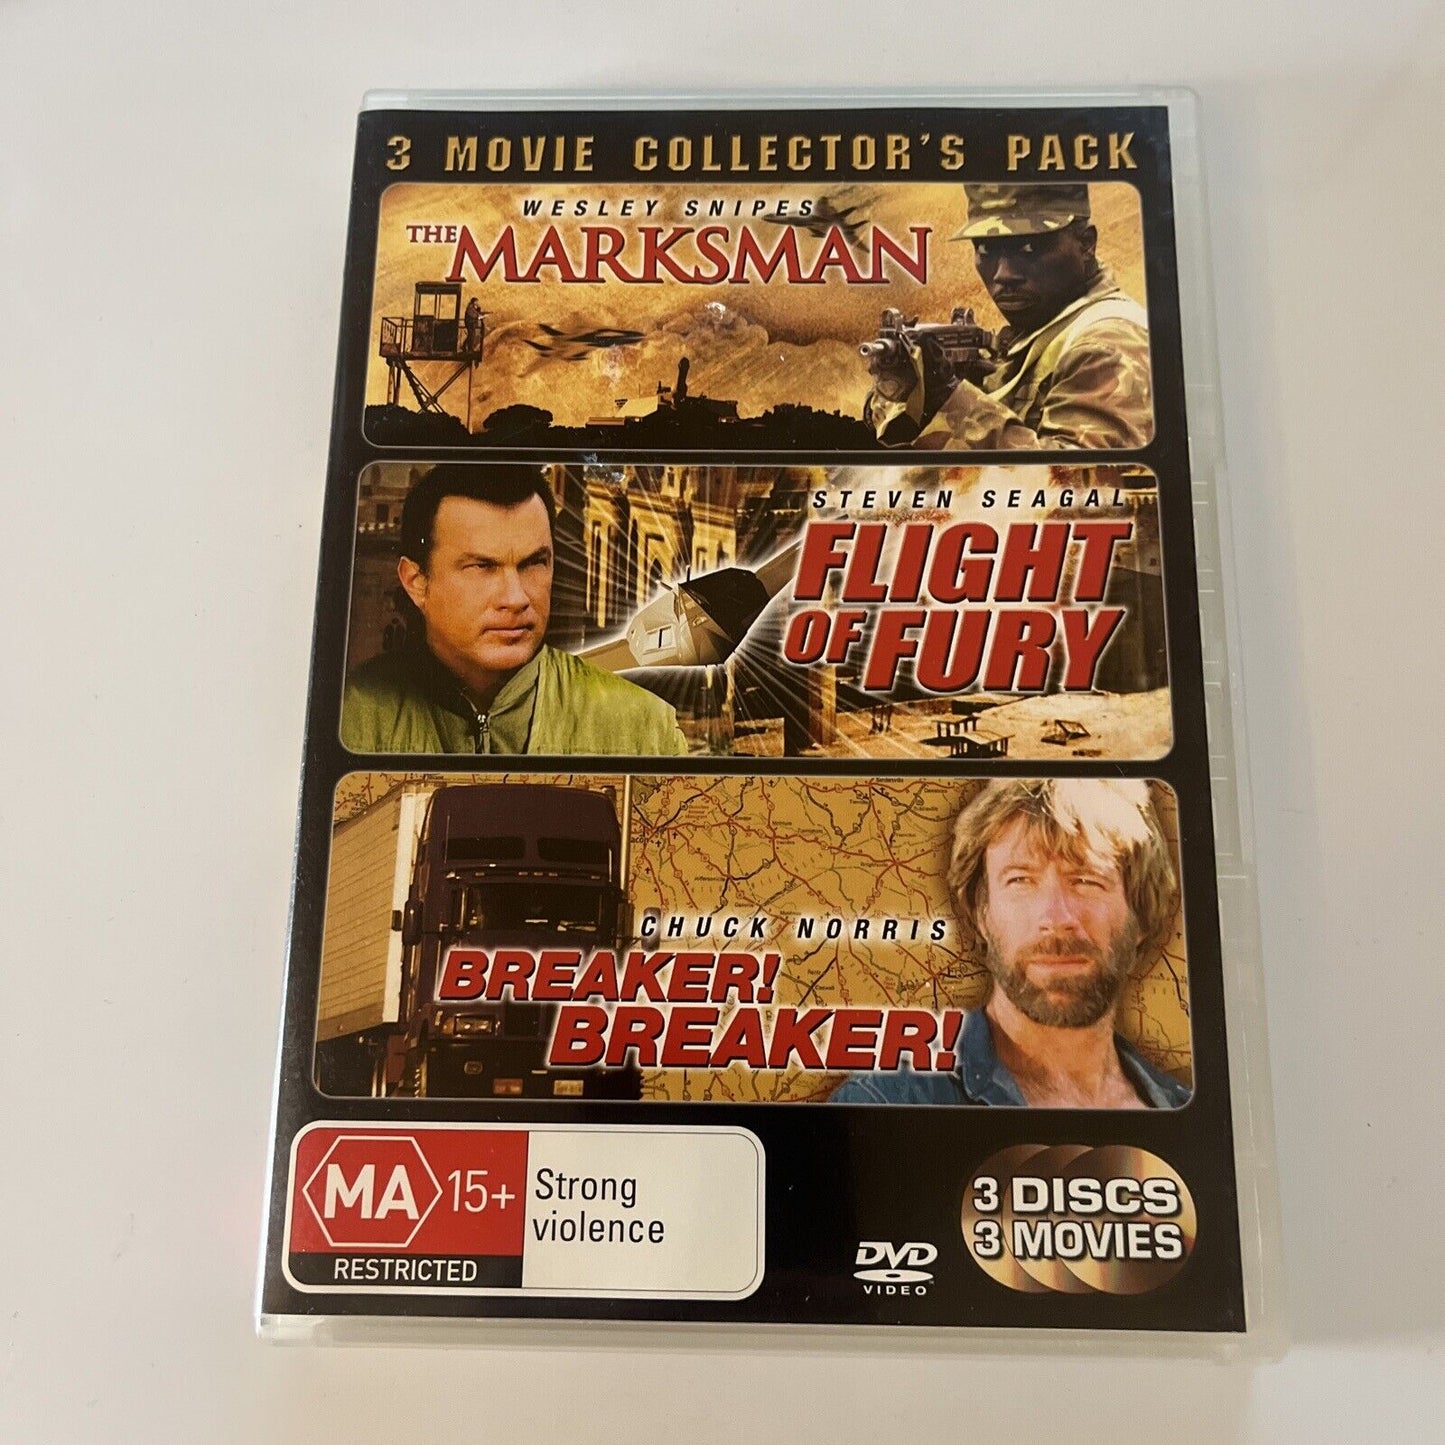 3 MOVIE COLLECTOR'S PACK
WESLEY SNIPES
THE MARKSMAN
STEVEN SEAGAL
FLIGHT
OF FURY
CHUCK NORRIS
BREAKER!
BREAKER!
MA 15+
RESTRICTED
Strong
violence
DVD
VIDEO
3 DISCS
3 MOVIES